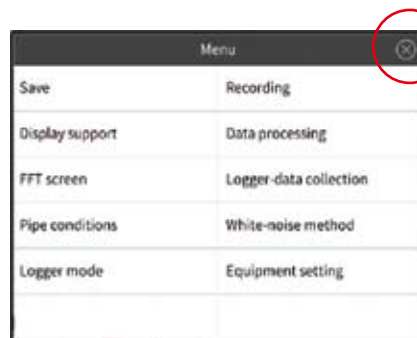 Menu
Save
Recording
Display support
Data processing
FFT screen
Logger-data collection
Pipe conditions
White-noise method
Logger mode
Equipment setting